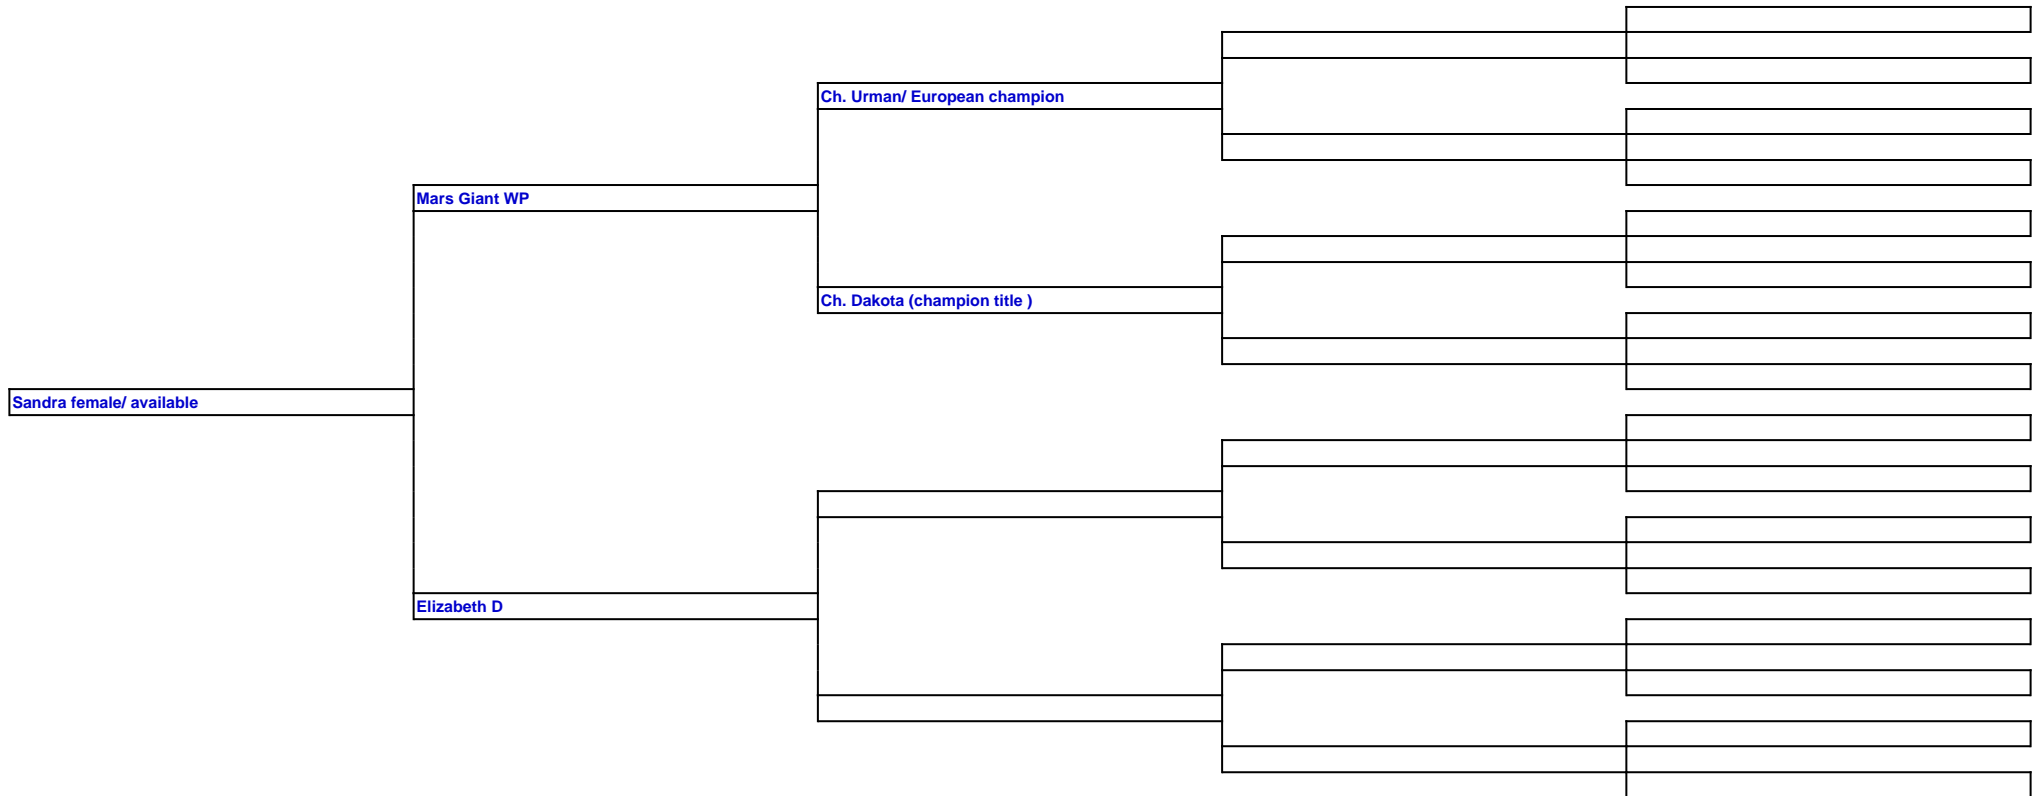 Ch. Urman/ European champion
Mars Giant WP
Ch. Dakota (champion title )
Sandra female/ available
Elizabeth D